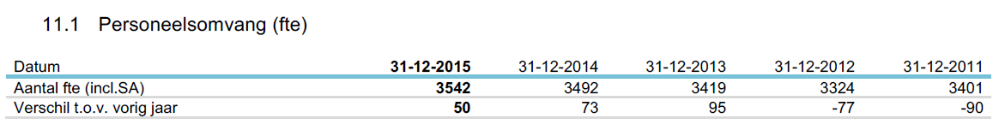 11.1 Personeelsomvang (fte)
Datum 31-12-2015 31-12-2014 31-12-2013 31-12-2012 31-12-2011
Aantal fte (incl.SA) 3542 3492 3419 3324 3401
Verschil t.o.v. vorig jaar 50 73 95 -77 -90